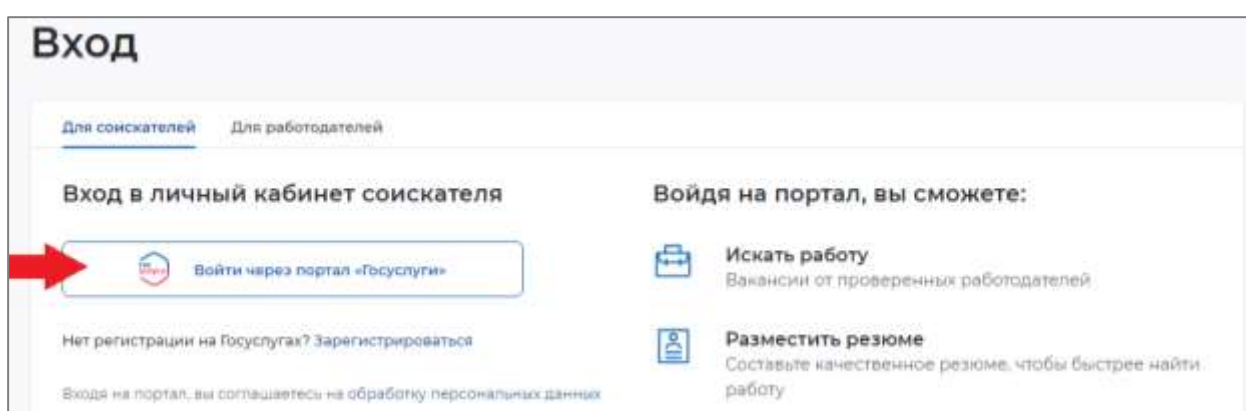 Вход
Для соискателей
Для работодателей
Вход в личный кабинет соискателя
Войти через портал «Госуслуги»
Нет регистрации на Госуслугах? Зарегистрироваться
Входя на портал, вы соглашаетесь на обработку персональных данных
Войдя на портал, вы сможете:
Искать работу
Вакансии от проверенных работодателей
Разместить резюме
Составьте качественное резюме, чтобы быстрее найти
работу